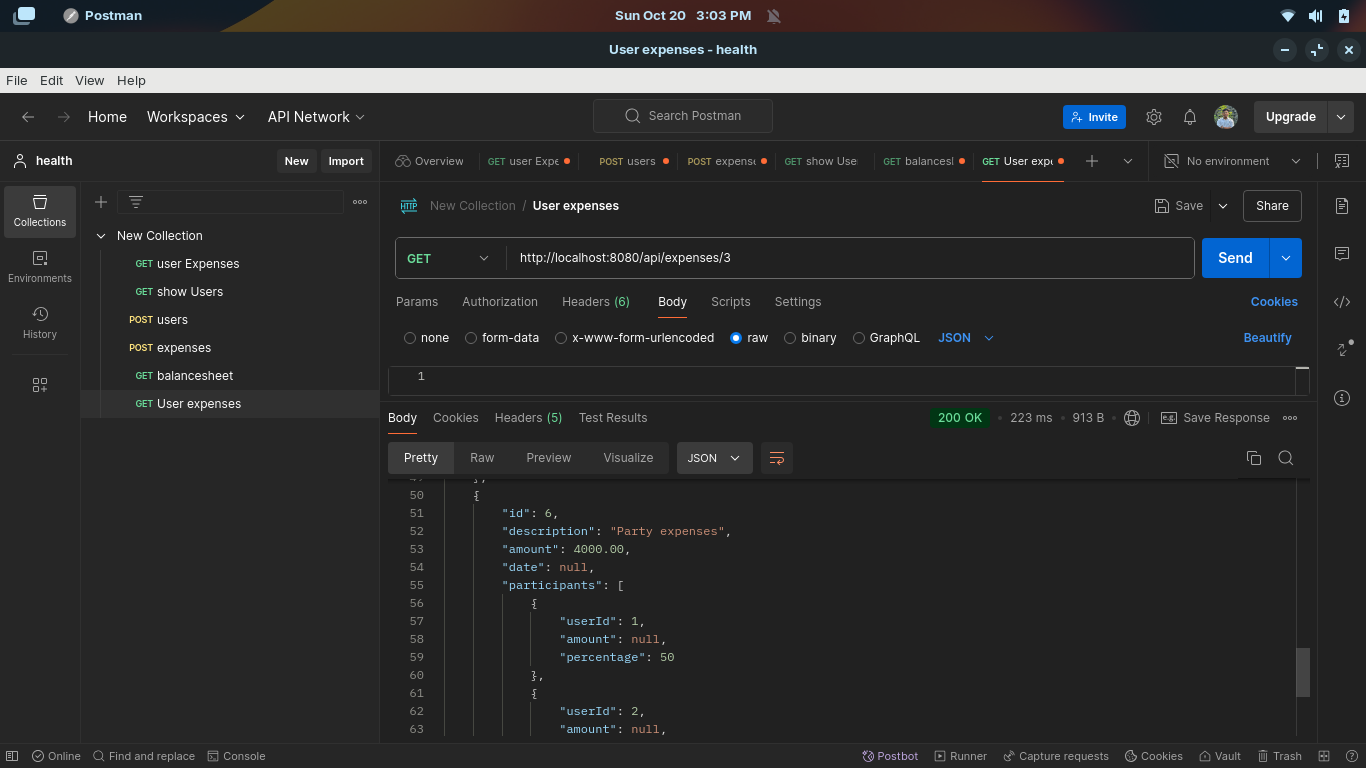 Postman
Sun Oct 20 3:03 PM
User expenses - health
File Edit View Help
Home Workspaces API Network Search Postman Invite Upgrade
health New Import
Overview GET user Expe POST users POST expense GET show Use GET balancesl GET User expe No environment
Collections
Environments
History
New Collection
GET user Expenses
GET show Users
POST users
POST expenses
GET balancesheet
GET User expenses
HTTP New Collection / User expenses Save Share
GET http://localhost:8080/api/expenses/3 Send
Params Authorization Headers (6) Body Scripts Settings Cookies
none form-data x-www-form-urlencoded raw binary GraphQL JSON Beautify
1
Body Cookies Headers (5) Test Results 200 OK • 223 ms • 913 B e.g. Save Response
Pretty Raw Preview Visualize JSON
50 {
51 "id": 6,
52 "description": "Party expenses",
53 "amount": 4000.00,
54 "date": null,
55 "participants": [
56 {
57 "userId": 1,
58 "amount": null,
59 "percentage": 50
60 },
61 {
62 "userId": 2,
63 "amount": null,
Online Find and replace Console Postbot Runner Capture requests Cookies Vault Trash